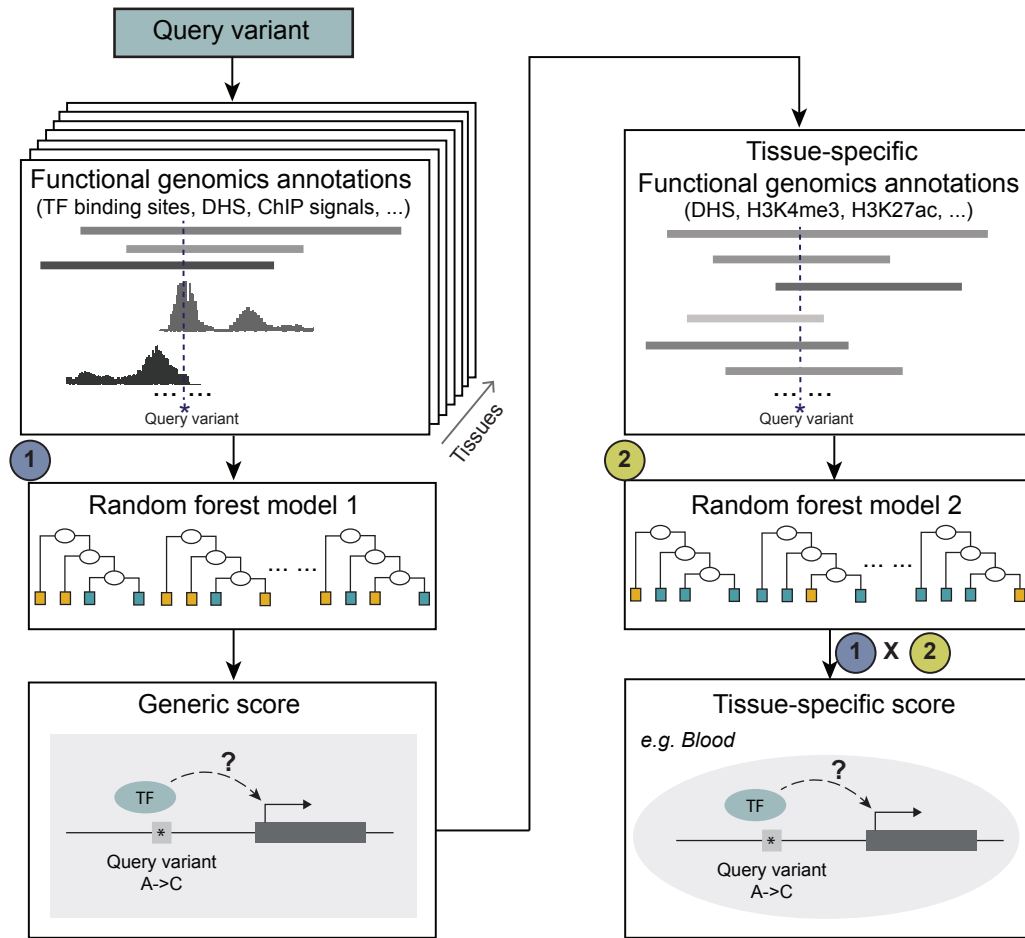 Query variant
Functional genomics annotations
(TF binding sites, DHS, ChIP signals, ...)
... ...
*
Query variant
Tissues
1
Random forest model 1
... ...
Generic score
?
TF
*
Query variant
A->C
Tissue-specific
Functional genomics annotations
(DHS, H3K4me3, H3K27ac, ...)
... ...
*
Query variant
2
Random forest model 2
... ...
1 X 2
Tissue-specific score
e.g. Blood
?
TF
*
Query variant
A->C